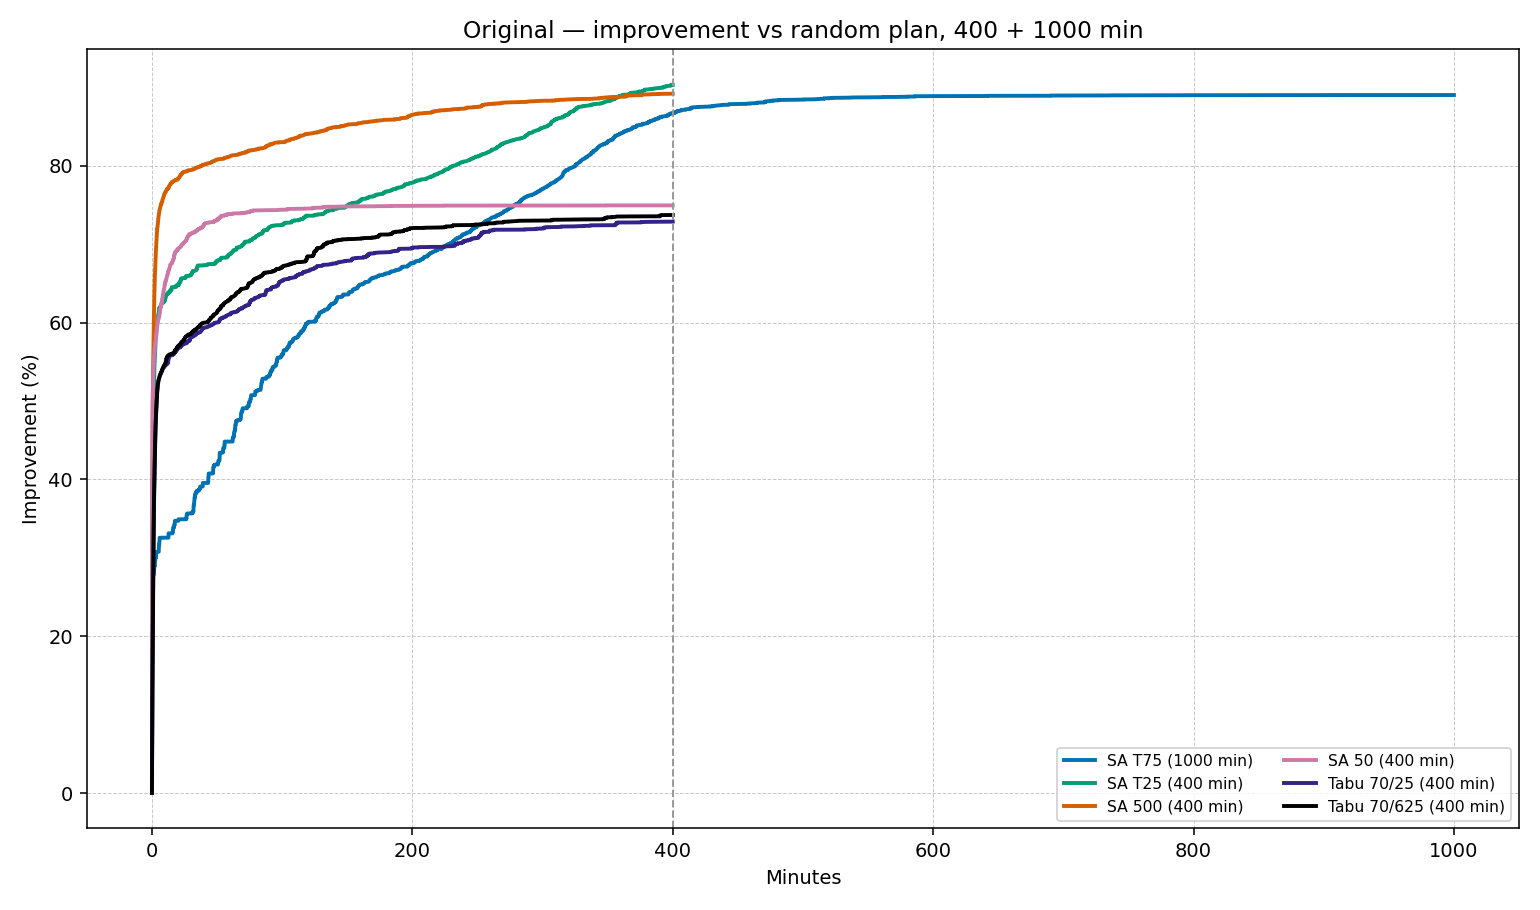 Original — improvement vs random plan, 400 + 1000 min
Improvement (%)
80
60
40
20
0
0 200 400 600 800 1000
Minutes
SA T75 (1000 min) SA 50 (400 min)
SA T25 (400 min) Tabu 70/25 (400 min)
SA 500 (400 min) Tabu 70/625 (400 min)